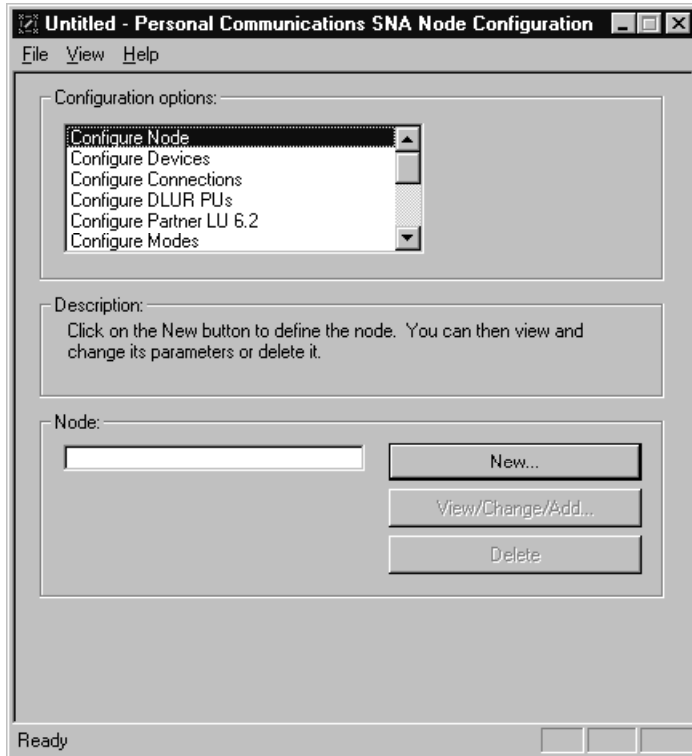 Untitled - Personal Communications SNA Node Configuration
File View Help
Configuration options:
Configure Node
Configure Devices
Configure Connections
Configure DLUR PUs
Configure Partner LU 6.2
Configure Modes
Description:
Click on the New button to define the node. You can then view and
change its parameters or delete it.
Node:
New...
View/Change/Add...
Delete
Ready